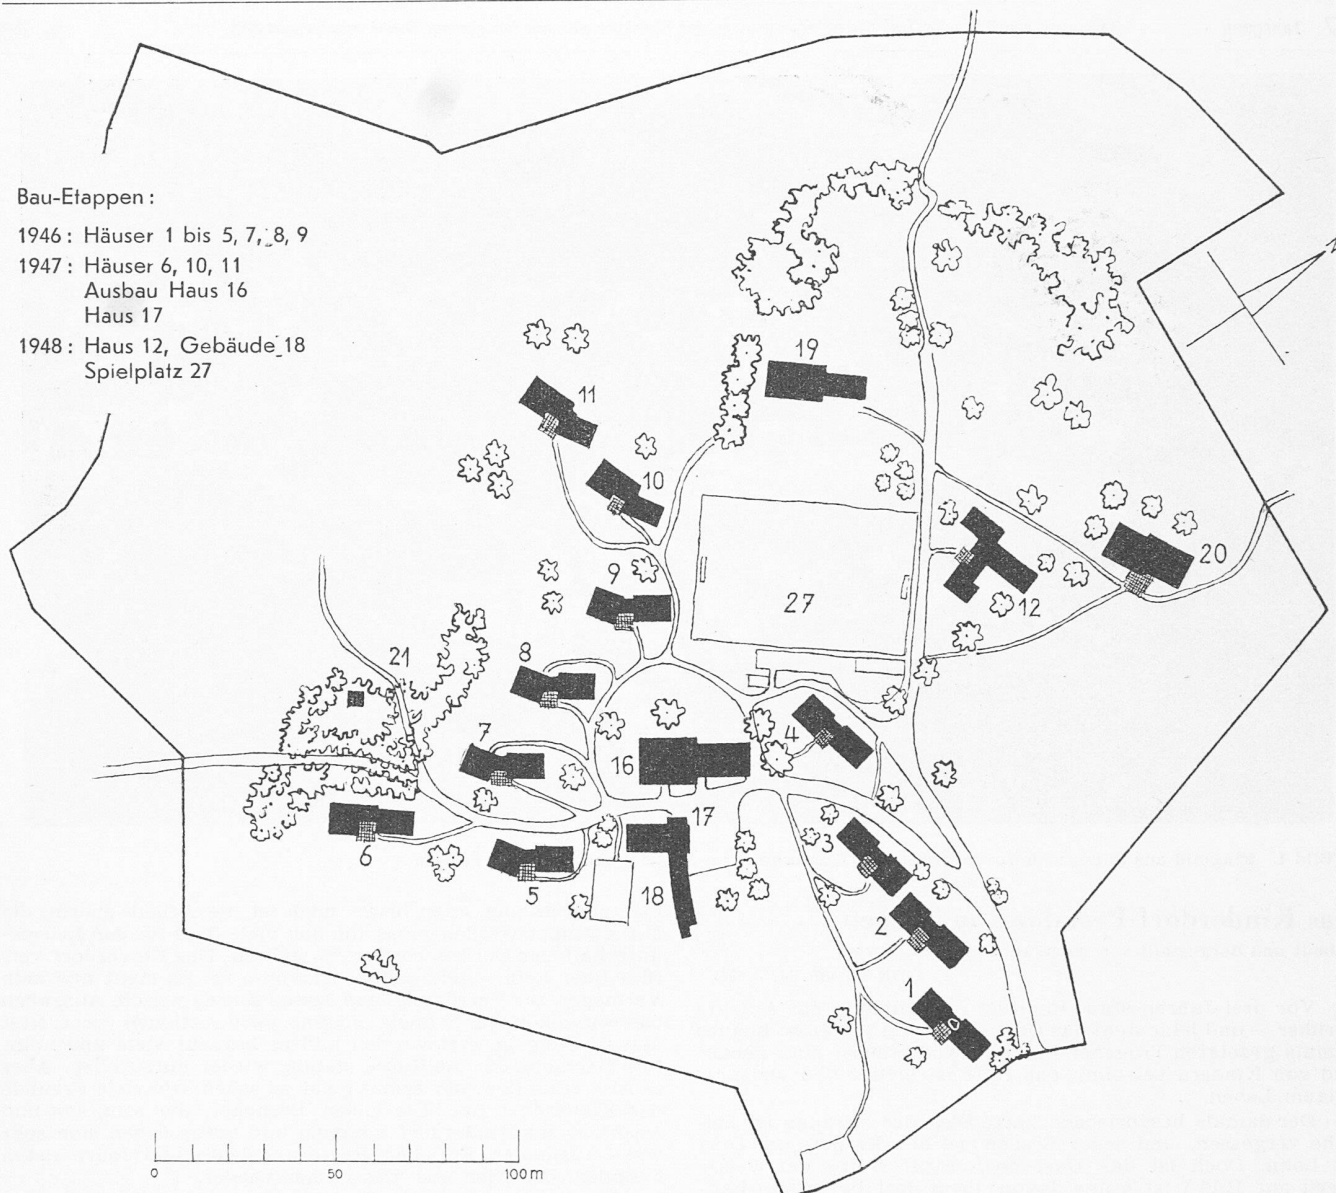 Bau-Etappen:
1946: Häuser 1 bis 5, 7, 8, 9
1947: Häuser 6, 10, 11
Ausbau Haus 16
Haus 17
1948: Haus 12, Gebäude 18
Spielplatz 27
19
11
10
20
9
27
12
21
8
7
4
16
17
3
6
5
18
2
1
0
50
100 m